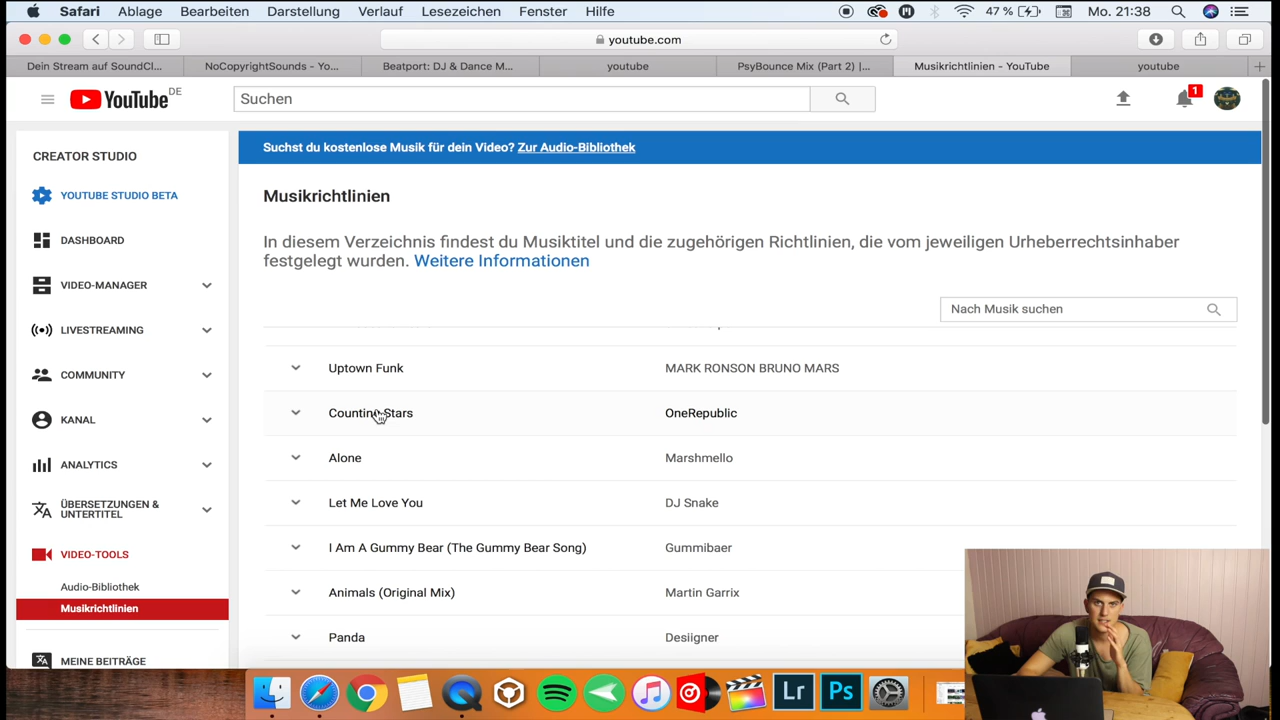 Safari Ablage Bearbeiten Darstellung Verlauf Lesezeichen Fenster Hilfe 47 % Mo. 21:38
youtube.com
Dein Stream auf SoundCl... NoCopyrightSounds - Yo... Beatport: DJ & Dance M... youtube PsyBounce Mix (Part 2) |... Musikrichtlinien - YouTube youtube
YouTube DE Suchen 1
CREATOR STUDIO
YOUTUBE STUDIO BETA
DASHBOARD
VIDEO-MANAGER
LIVESTREAMING
COMMUNITY
KANAL
ANALYTICS
ÜBERSETZUNGEN &
UNTERTITEL
VIDEO-TOOLS
Audio-Bibliothek
Musikrichtlinien
MEINE BEITRÄGE
Suchst du kostenlose Musik für dein Video? Zur Audio-Bibliothek
Musikrichtlinien
In diesem Verzeichnis findest du Musiktitel und die zugehörigen Richtlinien, die vom jeweiligen Urheberrechtsinhaber
festgelegt wurden. Weitere Informationen
Nach Musik suchen
Uptown Funk MARK RONSON BRUNO MARS
Counting Stars OneRepublic
Alone Marshmello
Let Me Love You DJ Snake
I Am A Gummy Bear (The Gummy Bear Song) Gummibaer
Animals (Original Mix) Martin Garrix
Panda Desiigner
Lr Ps